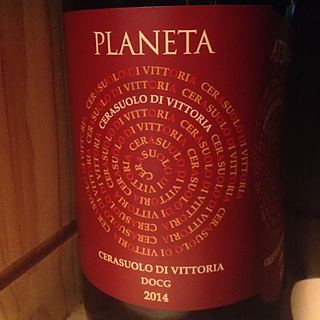 PLANETA
CERASUOLO DI VITTORIA
CERASUOLO DI VITTORIA
DOCG
2014